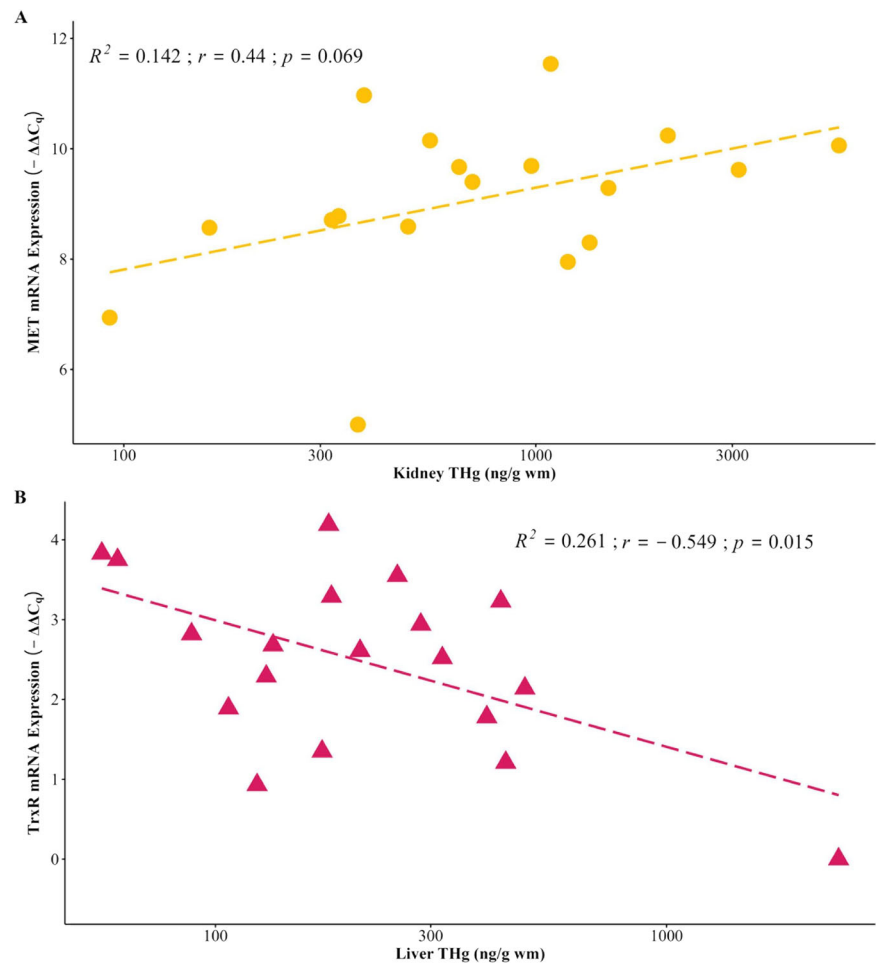 A
R² = 0.142 ; r = 0.44 ; p = 0.069
MET mRNA Expression (− ΔΔCq)
12
10
8
6
100 300 1000 3000
Kidney THg (ng/g wm)
B
R² = 0.261 ; r = − 0.549 ; p = 0.015
TrxR mRNA Expression (− ΔΔCq)
4
3
2
1
0
100 300 1000
Liver THg (ng/g wm)